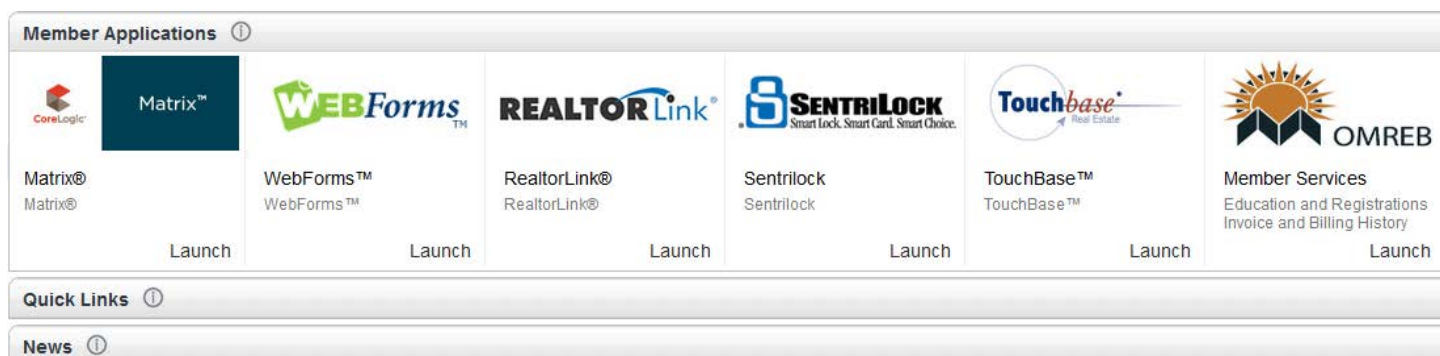 Member Applications
CoreLogic
Matrix™
WEBForms™
REALTOR Link®
SENTRILOCK
Smart Lock. Smart Card. Smart Choice.
Touchbase
Real Estate
OMREB
Matrix®
Matrix®
Launch
WebForms™
WebForms™
Launch
RealtorLink®
RealtorLink®
Launch
Sentrilock
Sentrilock
Launch
TouchBase™
TouchBase™
Launch
Member Services
Education and Registrations
Invoice and Billing History
Launch
Quick Links
News